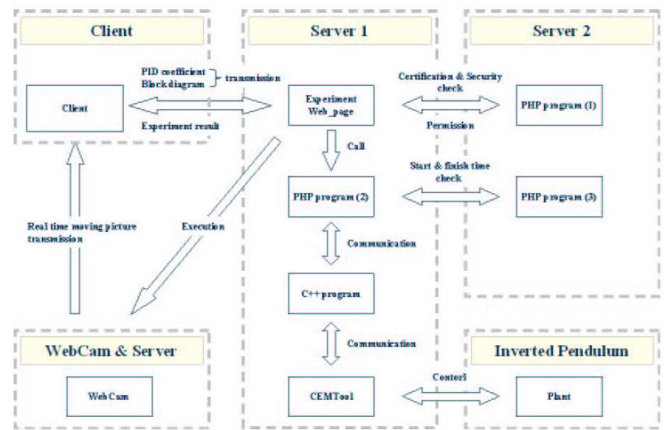 Client
Server 1
Server 2
PID coefficient
Block diagram
transmission
Client
Experiment result
Experiment
Web_page
Certification & Security
check
Permission
PHP program (1)
Call
PHP program (2)
Start & finish time
check
PHP program (3)
Real time moving picture
transmission
Execution
Communication
C++ program
Communication
WebCam & Server
WebCam
CEMTool
Inverted Pendulum
Contorl
Plant